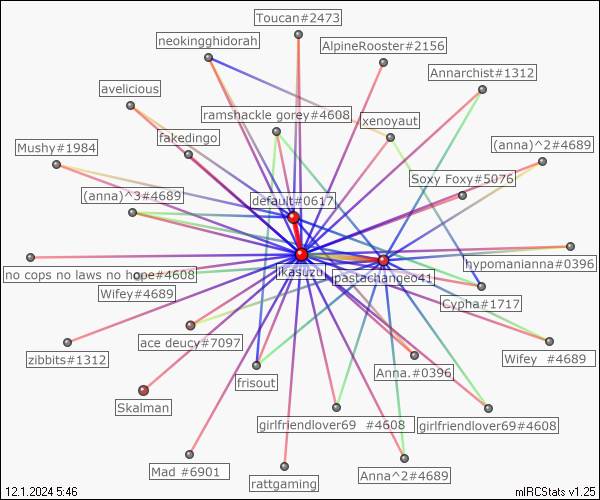 Toucan#2473
neokingghidorah
AlpineRooster#2156
Annarchist#1312
avelicious
ramshackle gorey#4608
xenoyaut
fakedingo
Mushy#1984
(anna)^2#4689
Soxy Foxy#5076
(anna)^3#4689
default#0617
hypomanianna#0396
no cops no laws no hope#4608
ikasuzu
pastachangeo41
Wifey#4689
Cypha#1717
ace deucy#7097
zibbits#1312
Wifey #4689
Anna.#0396
frisout
Skalman
girlfriendlover69 #4608
girlfriendlover69#4608
Mad #6901
rattgaming
Anna^2#4689
12.1.2024 5:46
mIRCStats v1.25